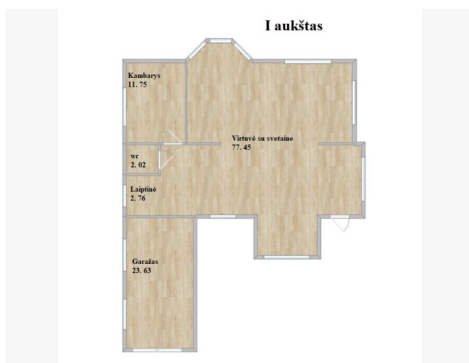 I aukštas
Kambarys
11. 75
Virtuvė su svetaine
77. 45
wc
2. 02
Laiptinė
2. 76
Garažas
23. 63